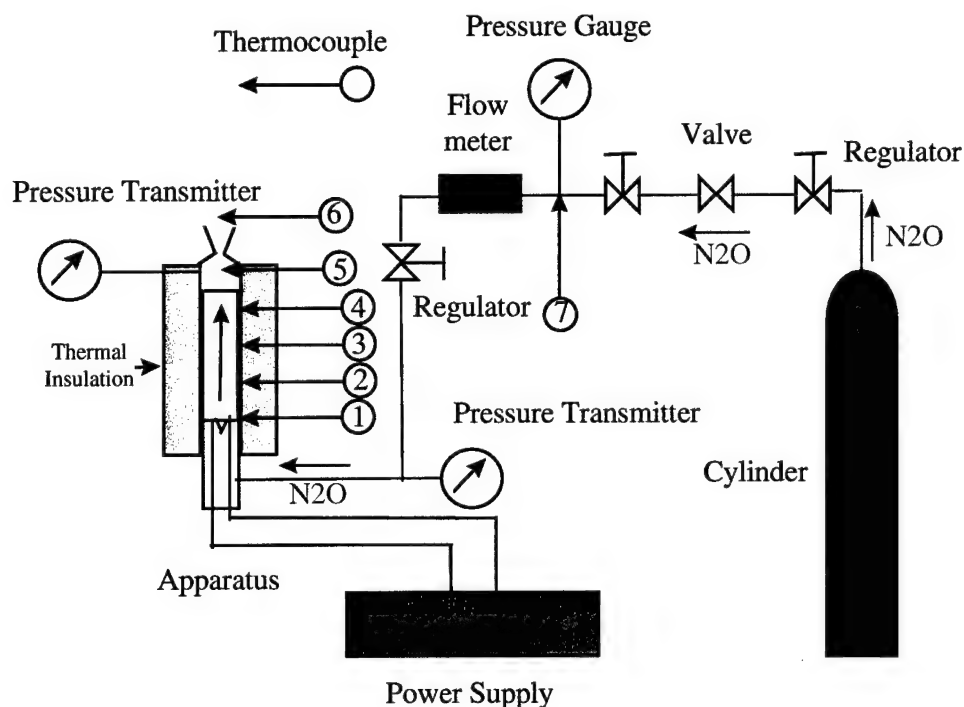 Pressure Gauge
Thermocouple
Flow
meter
Valve
Regulator
Pressure Transmitter
6
N2O
N2O
5
Regulator
7
4
3
Thermal
Insulation
2
1
Pressure Transmitter
N2O
Cylinder
Apparatus
Power Supply